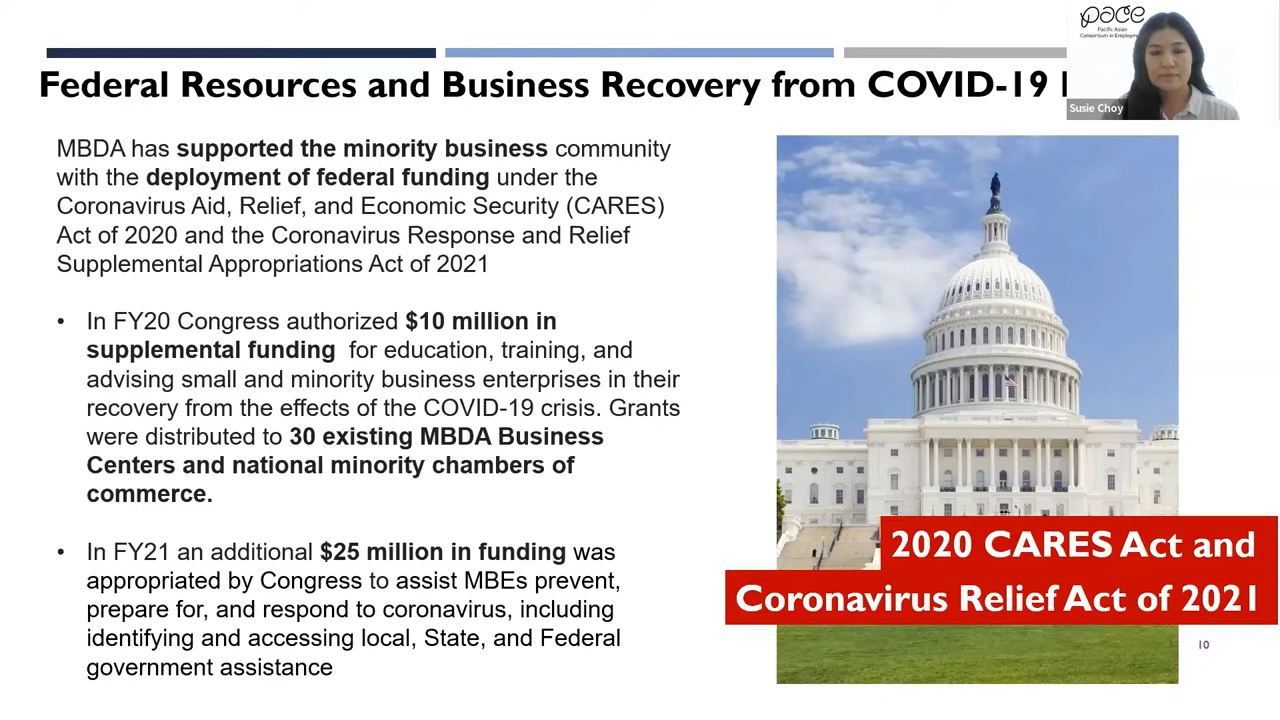 pace
Pacific Asian
Consortium in Employm
Susie Choy
Federal Resources and Business Recovery from COVID-19
MBDA has supported the minority business community
with the deployment of federal funding under the
Coronavirus Aid, Relief, and Economic Security (CARES)
Act of 2020 and the Coronavirus Response and Relief
Supplemental Appropriations Act of 2021
• In FY20 Congress authorized $10 million in
supplemental funding for education, training, and
advising small and minority business enterprises in their
recovery from the effects of the COVID-19 crisis. Grants
were distributed to 30 existing MBDA Business
Centers and national minority chambers of
commerce.
• In FY21 an additional $25 million in funding was
appropriated by Congress to assist MBEs prevent,
prepare for, and respond to coronavirus, including
identifying and accessing local, State, and Federal
government assistance
2020 CARES Act and
Coronavirus Relief Act of 2021
10